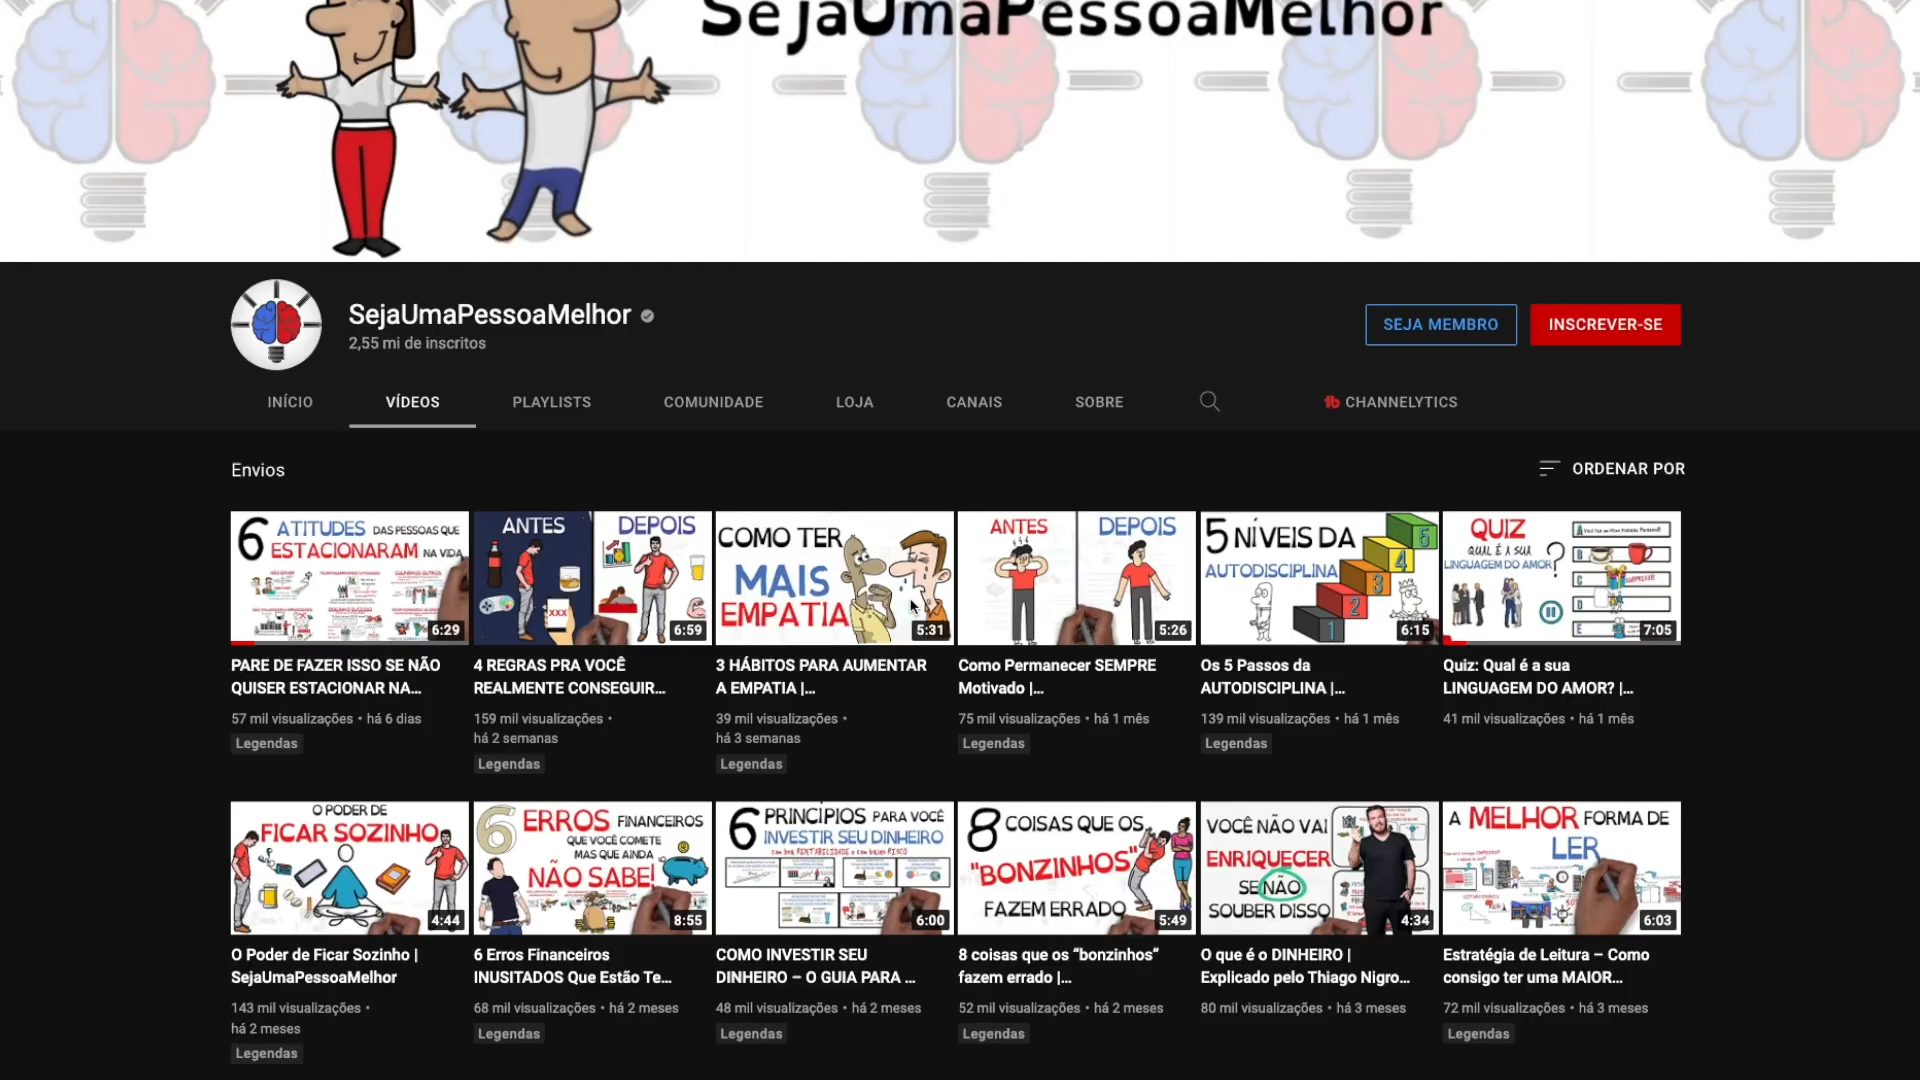 SejaUmaPessoaMelhor
SejaUmaPessoaMelhor
2,55 mi de inscritos
SEJA MEMBRO
INSCREVER-SE
INÍCIO
VÍDEOS
PLAYLISTS
COMUNIDADE
LOJA
CANAIS
SOBRE
CHANNELYTICS
Envios
ORDENAR POR
6 ATITUDES DAS PESSOAS QUE
ESTACIONARAM NA VIDA
6:29
PARE DE FAZER ISSO SE NÃO
QUISER ESTACIONAR NA...
57 mil visualizações • há 6 dias
Legendas
ANTES
DEPOIS
XXX
6:59
4 REGRAS PRA VOCÊ
REALMENTE CONSEGUIR...
159 mil visualizações •
há 2 semanas
Legendas
COMO TER
MAIS
EMPATIA
5:31
3 HÁBITOS PARA AUMENTAR
A EMPATIA |...
39 mil visualizações •
há 3 semanas
Legendas
ANTES
DEPOIS
5:26
Como Permanecer SEMPRE
Motivado |...
75 mil visualizações • há 1 mês
Legendas
5 NÍVEIS DA
AUTODISCIPLINA
5
4
3
2
1
6:15
Os 5 Passos da
AUTODISCIPLINA |...
139 mil visualizações • há 1 mês
Legendas
QUIZ
QUAL É A SUA
LINGUAGEM DO AMOR?
A
B
C
SURPRESA!
D
E
7:05
Quiz: Qual é a sua
LINGUAGEM DO AMOR? |...
41 mil visualizações • há 1 mês
O PODER DE
FICAR SOZINHO
4:44
O Poder de Ficar Sozinho |
SejaUmaPessoaMelhor
143 mil visualizações •
há 2 meses
Legendas
6 ERROS FINANCEIROS
QUE VOCÊ COMETE
MAS QUE AINDA
NÃO SABE!
8:55
6 Erros Financeiros
INUSITADOS Que Estão Te...
68 mil visualizações • há 2 meses
Legendas
6 PRINCÍPIOS PARA VOCÊ
INVESTIR SEU DINHEIRO
com boa RENTABILIDADE e com baixo RISCO
6:00
COMO INVESTIR SEU
DINHEIRO – O GUIA PARA ...
48 mil visualizações • há 2 meses
Legendas
8 COISAS QUE OS
"BONZINHOS"
FAZEM ERRADO
5:49
8 coisas que os “bonzinhos”
fazem errado |...
52 mil visualizações • há 2 meses
Legendas
VOCÊ NÃO VAI
ENRIQUECER
SE NÃO
SOUBER DISSO
4:34
O que é o DINHEIRO |
Explicado pelo Thiago Nigro...
80 mil visualizações • há 3 meses
A MELHOR FORMA DE
LER
6:03
Estratégia de Leitura – Como
consigo ter uma MAIOR...
72 mil visualizações • há 3 meses
Legendas